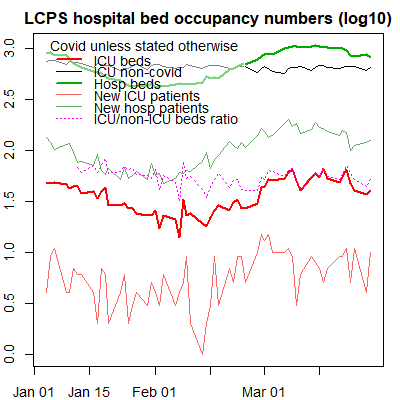 LCPS hospital bed occupancy numbers (log10)
Covid unless stated otherwise
ICU beds
ICU non-covid
Hosp beds
New ICU patients
New hosp patients
ICU/non-ICU beds ratio
3.0
2.5
2.0
1.5
1.0
0.5
0.0
Jan 01 Jan 15 Feb 01 Mar 01